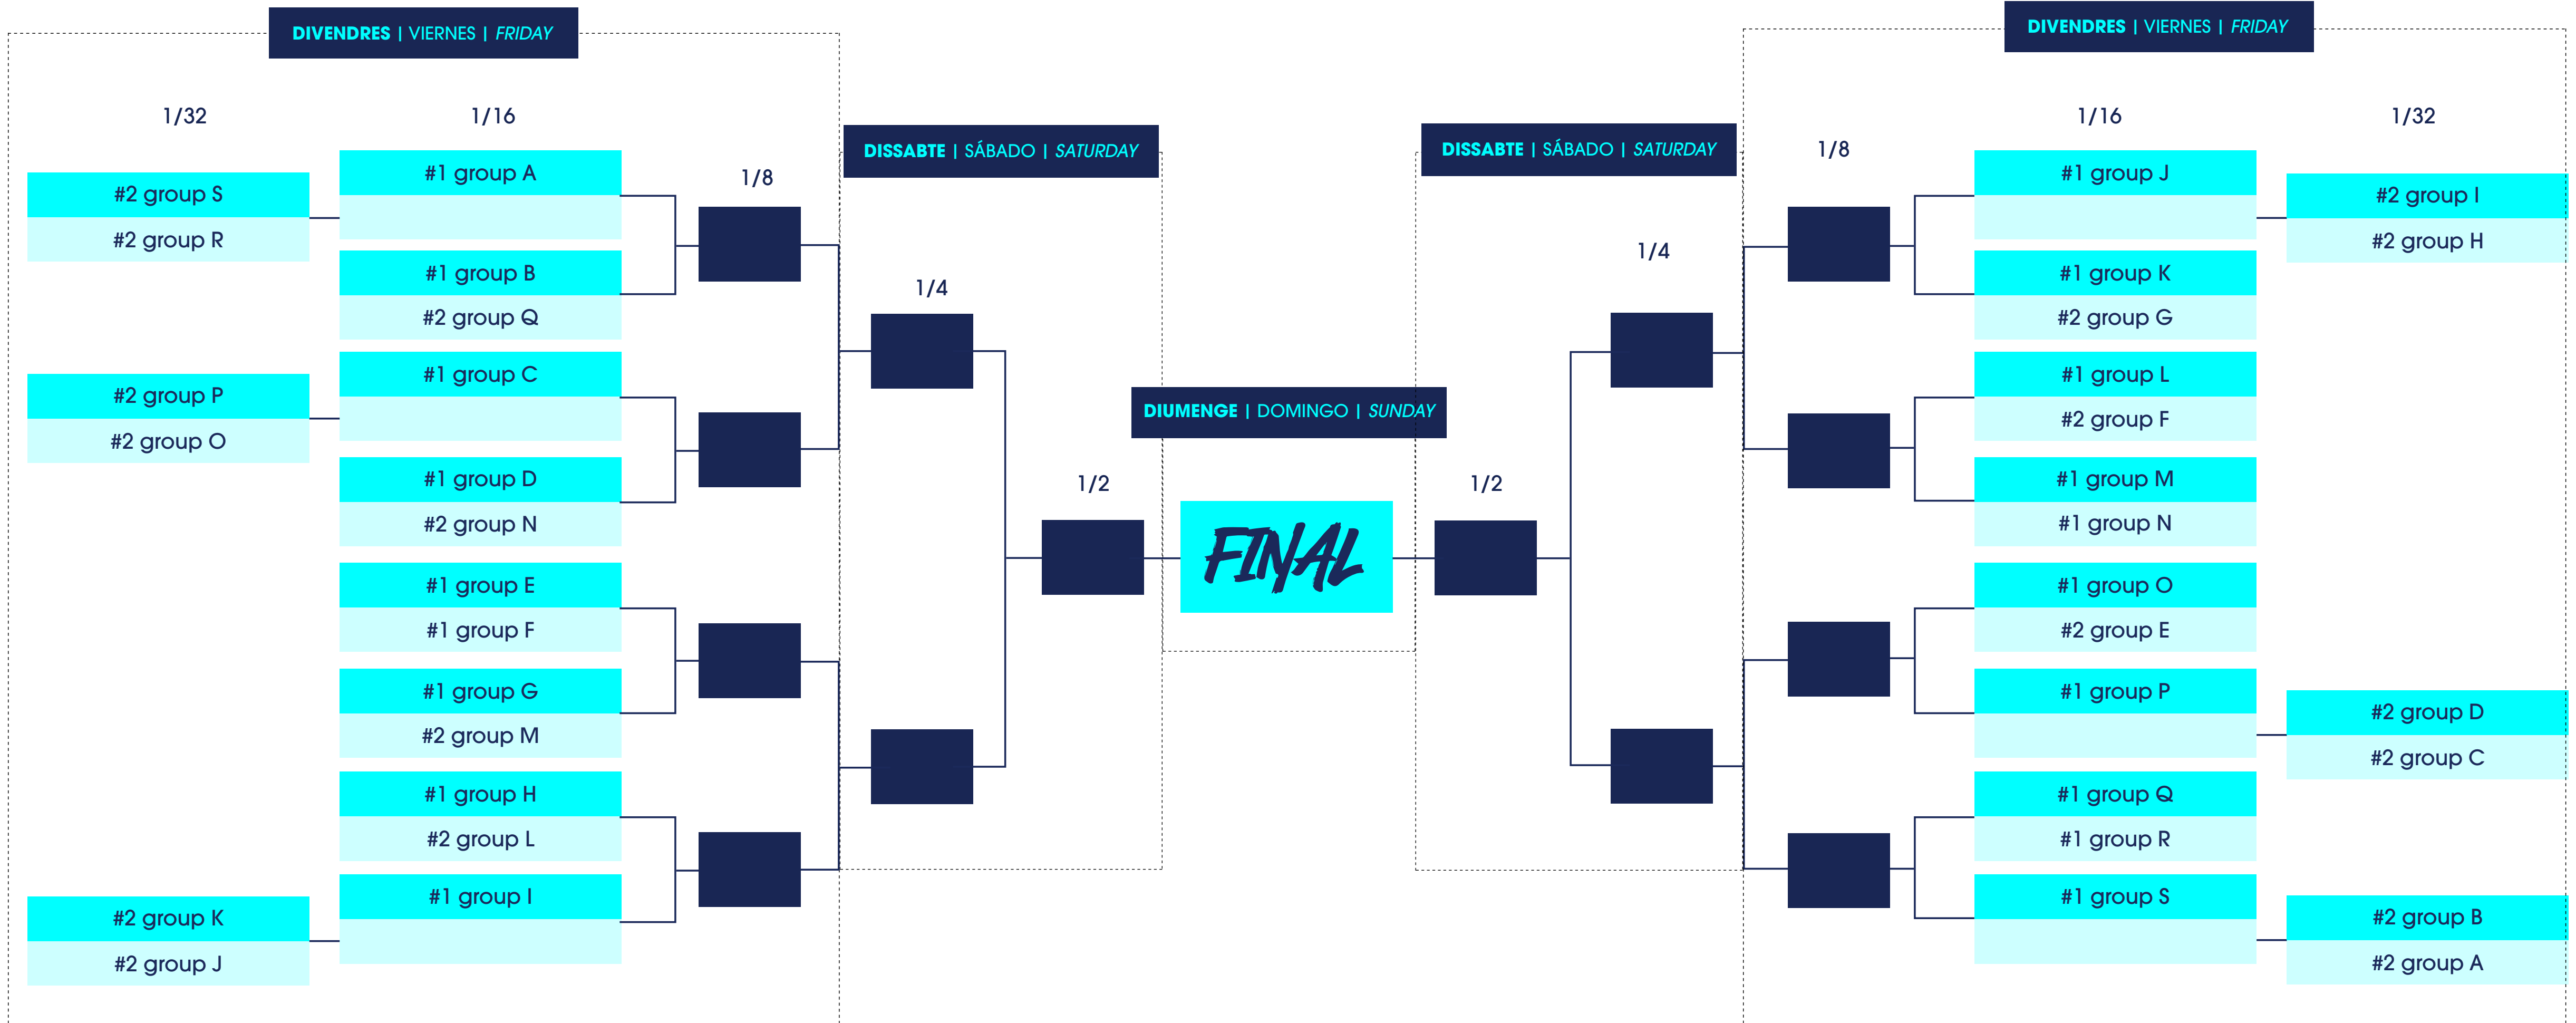 DIVENDRES | VIERNES | FRIDAY
1/32
1/16
#2 group S
#2 group R
#2 group P
#2 group O
#2 group K
#2 group J
#1 group A
#1 group B
#2 group Q
#1 group C
#1 group D
#2 group N
#1 group E
#1 group F
#1 group G
#2 group M
#1 group H
#2 group L
#1 group I
1/8
DISSABTE | SÁBADO | SATURDAY
1/4
1/2
DIUMENGE | DOMINGO | SUNDAY
FINAL
1/2
DISSABTE | SÁBADO | SATURDAY
1/4
DIVENDRES | VIERNES | FRIDAY
1/8
1/16
1/32
#1 group J
#1 group K
#2 group G
#1 group L
#2 group F
#1 group M
#1 group N
#1 group O
#2 group E
#1 group P
#1 group Q
#1 group R
#1 group S
#2 group I
#2 group H
#2 group D
#2 group C
#2 group B
#2 group A